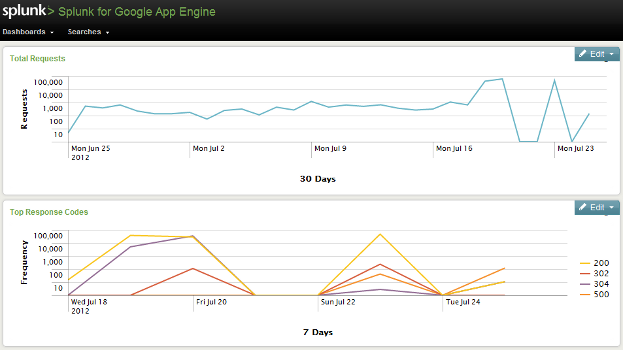 splunk> Splunk for Google App Engine
Dashboards Searches
Total Requests
Edit
Requests
100,000
10,000
1,000
100
10
Mon Jun 25
2012
Mon Jul 2
Mon Jul 9
Mon Jul 16
Mon Jul 23
30 Days
Top Response Codes
Edit
Frequency
100,000
10,000
1,000
100
10
200
302
304
500
Wed Jul 18
2012
Fri Jul 20
Sun Jul 22
Tue Jul 24
7 Days